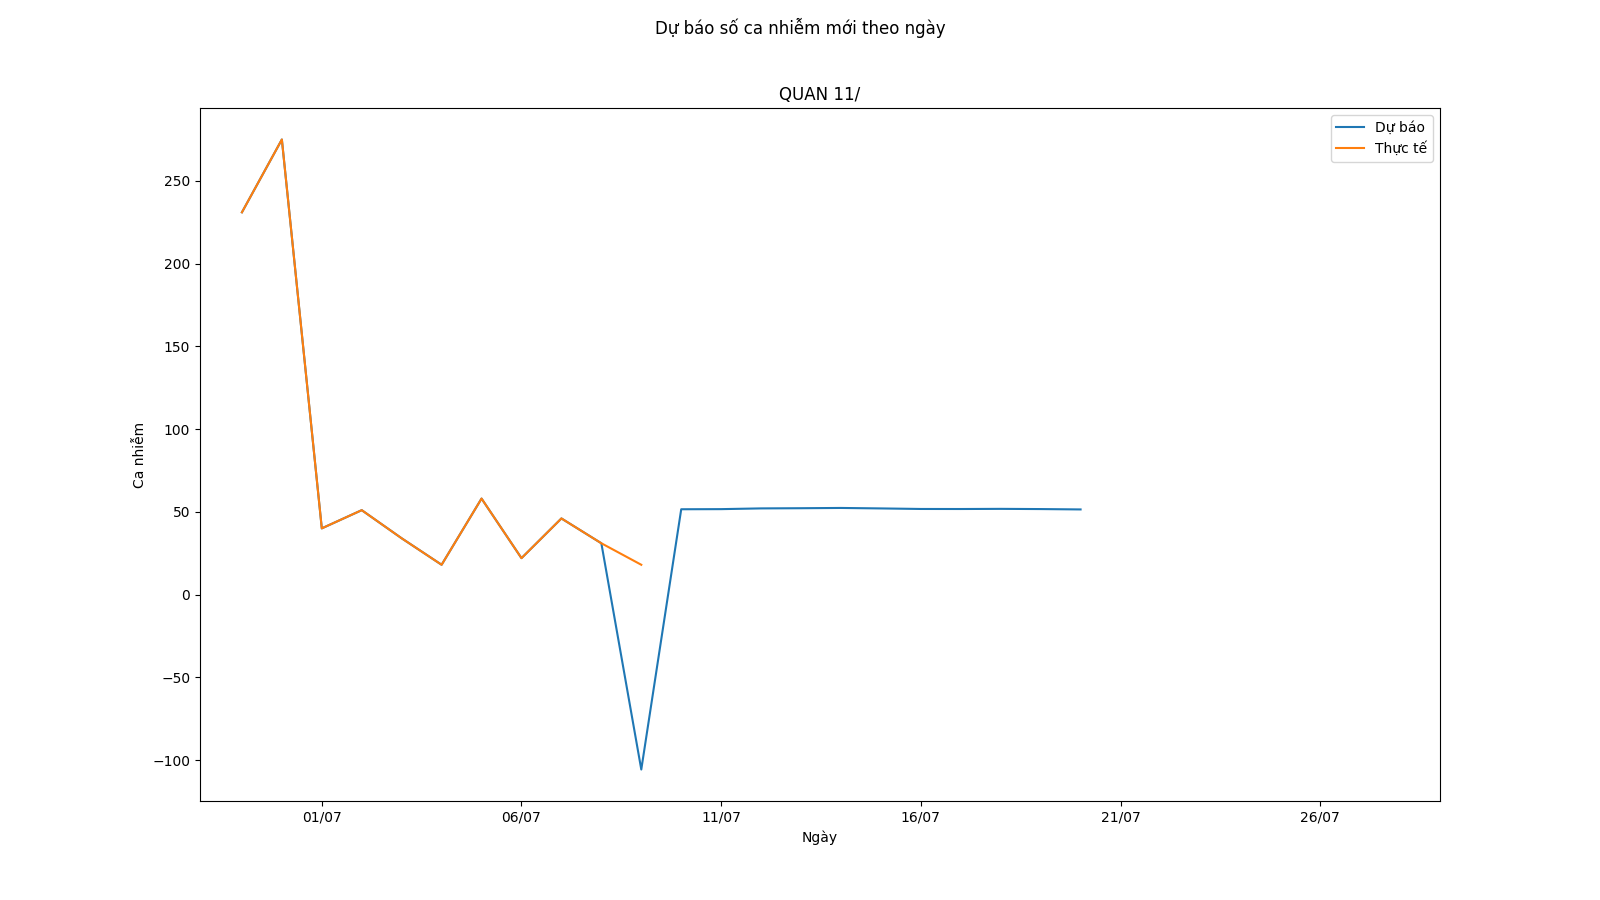 Dự báo số ca nhiễm mới theo ngày
QUAN 11/
Dự báo
Thực tế
250
200
150
100
50
0
−50
−100
Ca nhiễm
01/07
06/07
11/07
16/07
21/07
26/07
Ngày